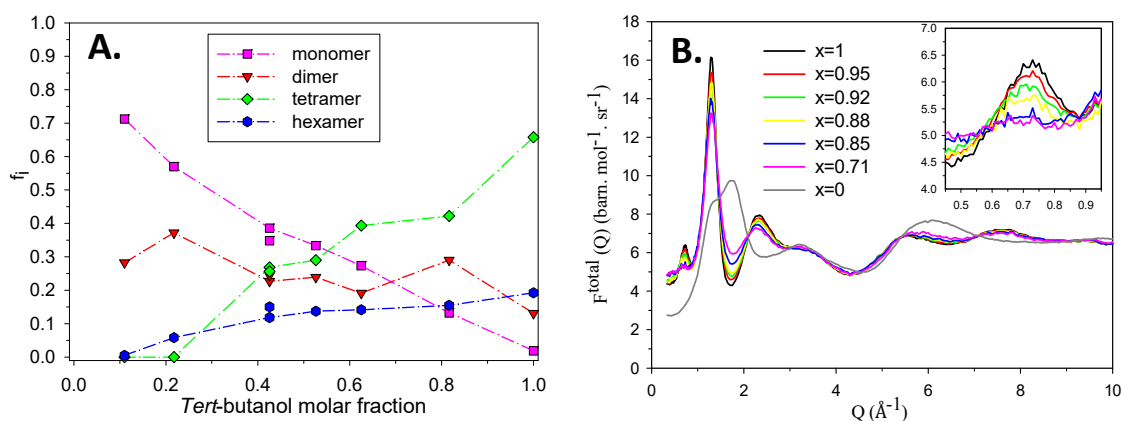 A.
monomer
dimer
tetramer
hexamer
f_i
1.0
0.9
0.8
0.7
0.6
0.5
0.4
0.3
0.2
0.1
0.0
0.0 0.2 0.4 0.6 0.8 1.0
Tert-butanol molar fraction
B.
x=1
x=0.95
x=0.92
x=0.88
x=0.85
x=0.71
x=0
F^total (Q) (barn. mol^-1. sr^-1)
18
16
14
12
10
8
6
4
2
0
0 2 4 6 8 10
Q (Å^-1)
6.5
6.0
5.5
5.0
4.5
4.0
0.5 0.6 0.7 0.8 0.9